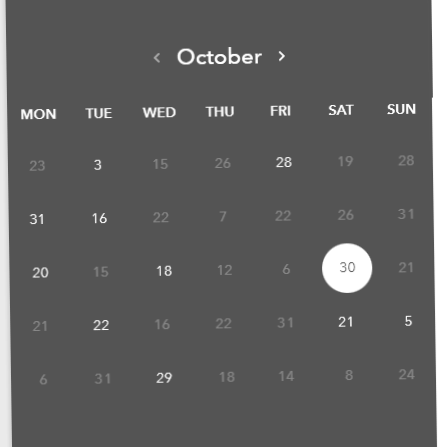 ‹ October ›
MON TUE WED THU FRI SAT SUN
23 3 15 26 28 19 28
31 16 22 7 22 26 31
20 15 18 12 6 30 21
21 22 16 22 31 21 5
6 31 29 18 14 8 24